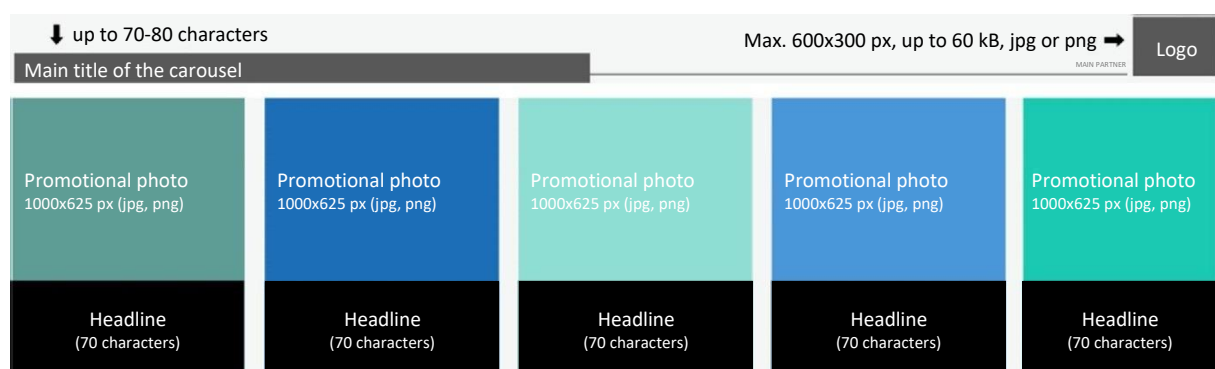 up to 70-80 characters
Max. 600x300 px, up to 60 kB, jpg or png
Logo
Main title of the carousel
MAIN PARTNER
Promotional photo
1000x625 px (jpg, png)
Promotional photo
1000x625 px (jpg, png)
Promotional photo
1000x625 px (jpg, png)
Promotional photo
1000x625 px (jpg, png)
Promotional photo
1000x625 px (jpg, png)
Headline
(70 characters)
Headline
(70 characters)
Headline
(70 characters)
Headline
(70 characters)
Headline
(70 characters)